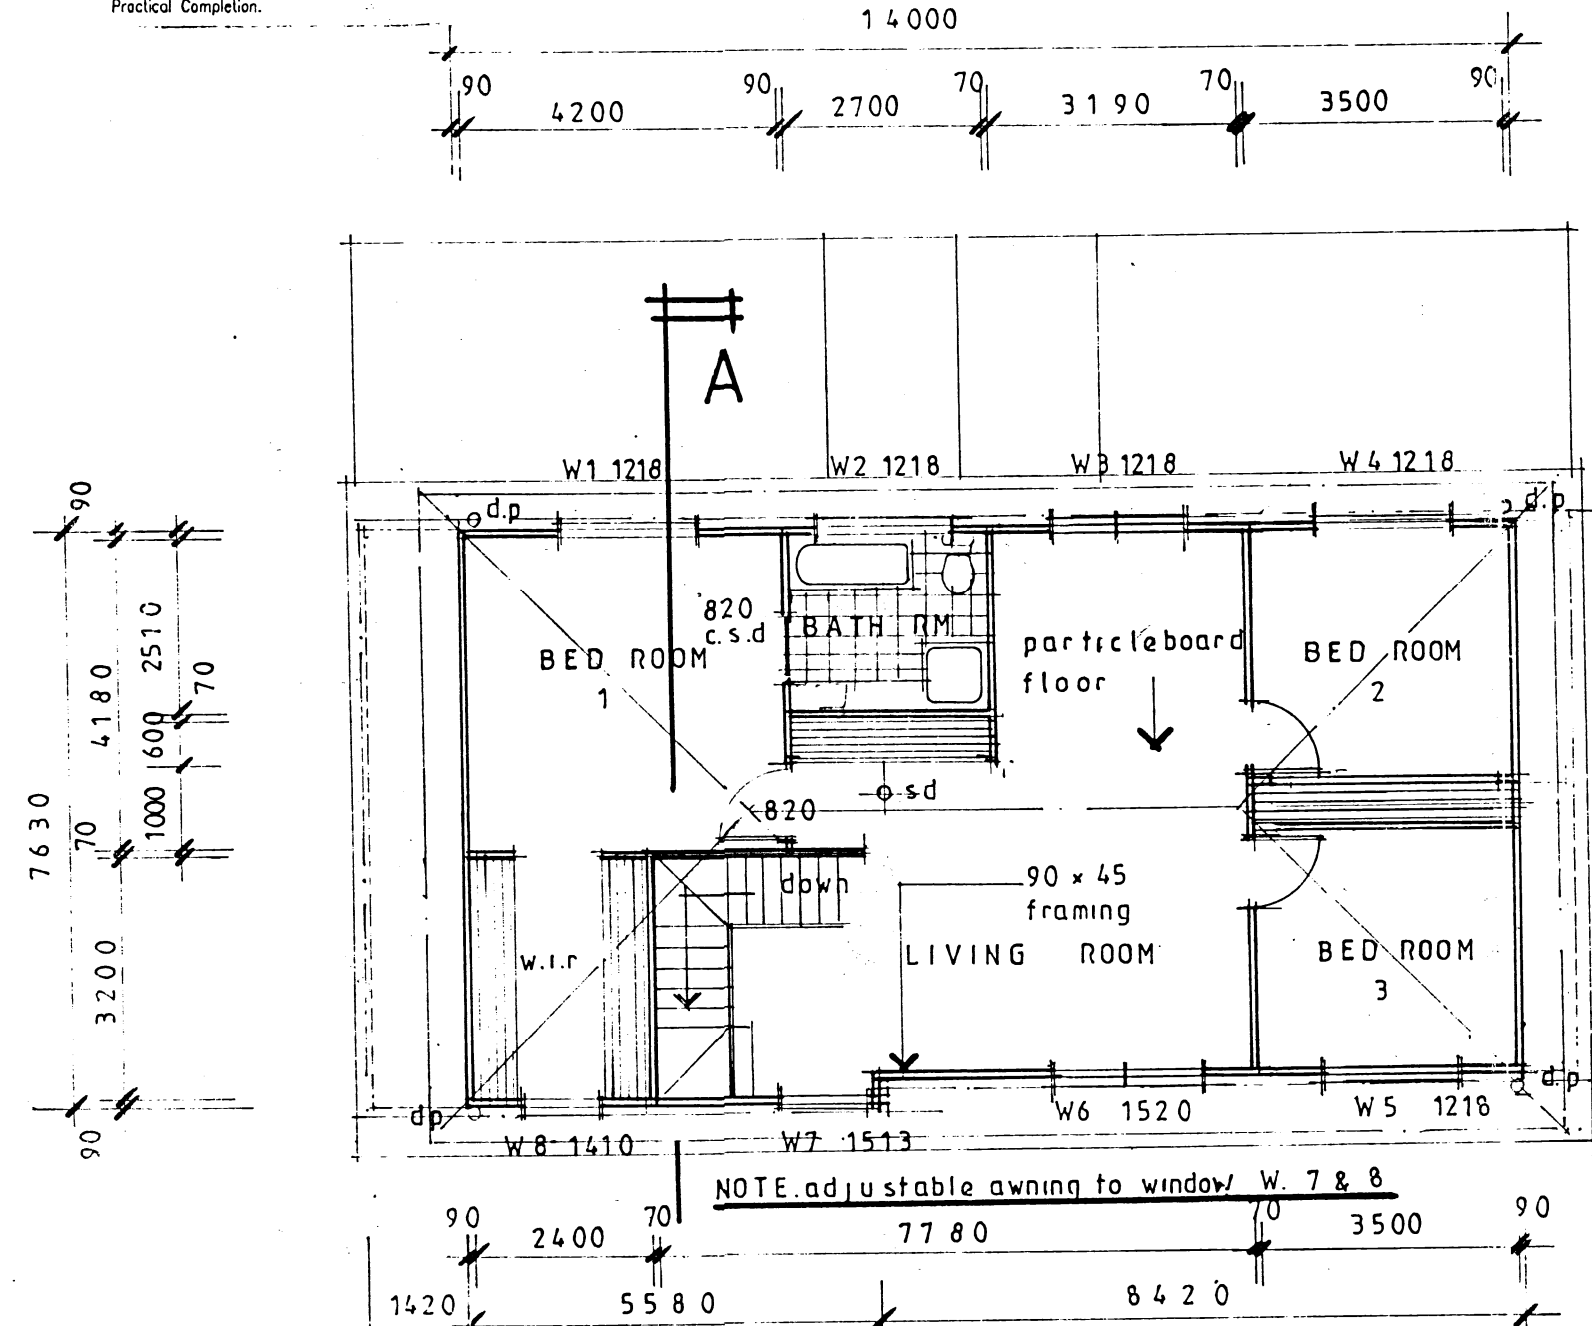 Practical Completion.
14000
90 90 70 70 90
4200 2700 3190 3500
A
W1 1218 W2 1218 W3 1218 W4 1218
d.p d.p
90
820
c.s.d
BATH RM
BED ROOM
1
particleboard
floor
BED ROOM
2
2510
70
4180
600
1000
70
7630
3200
90
s d
820
down
90 x 45
framing
w.i.r
LIVING ROOM
BED ROOM
3
d.p
dp
W6 1520 W5 1218
W8 1410 W7 1513
NOTE. adjustable awning to window W. 7 & 8
90 70 70 90
2400 7780 3500
1420 5580 8420